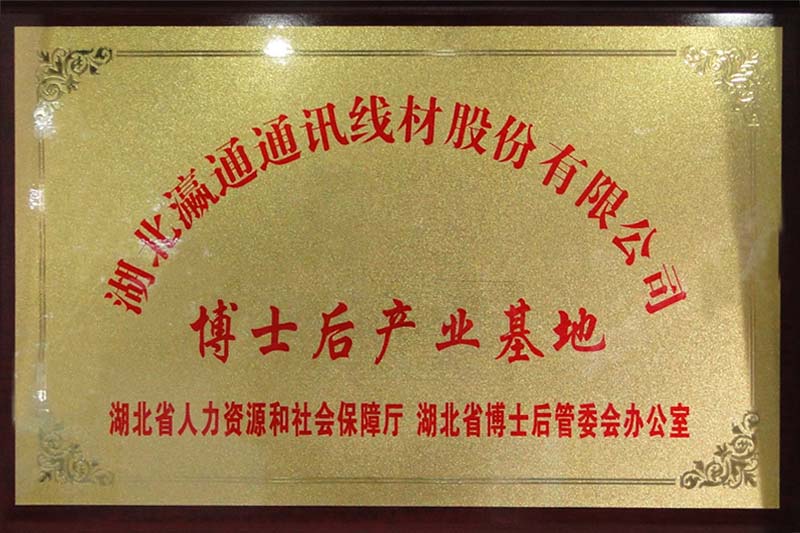 湖北瀛通通讯线材股份有限公司
博士后产业基地
湖北省人力资源和社会保障厅 湖北省博士后管委会办公室